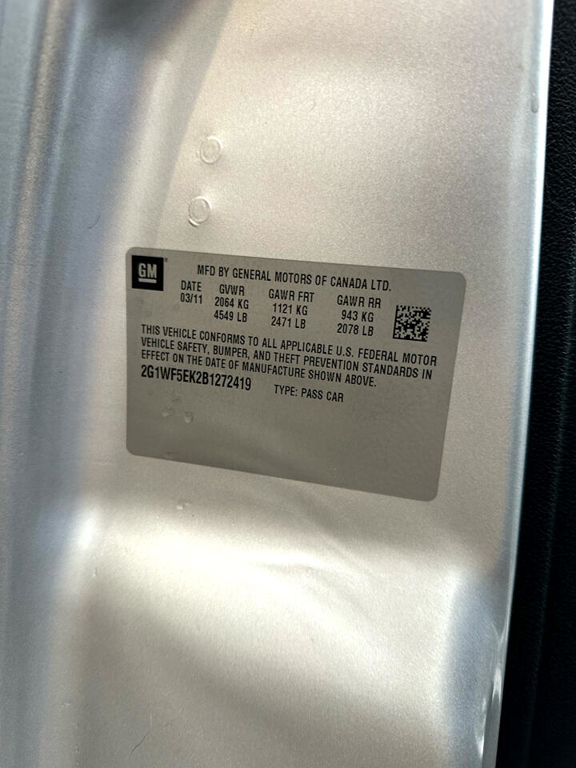 GM
MFD BY GENERAL MOTORS OF CANADA LTD.
DATE GVWR GAWR FRT GAWR RR
03/11 2064 KG 1121 KG 943 KG
4549 LB 2471 LB 2078 LB
THIS VEHICLE CONFORMS TO ALL APPLICABLE U.S. FEDERAL MOTOR
VEHICLE SAFETY, BUMPER, AND THEFT PREVENTION STANDARDS IN
EFFECT ON THE DATE OF MANUFACTURE SHOWN ABOVE.
2G1WF5EK2B1272419 TYPE: PASS CAR